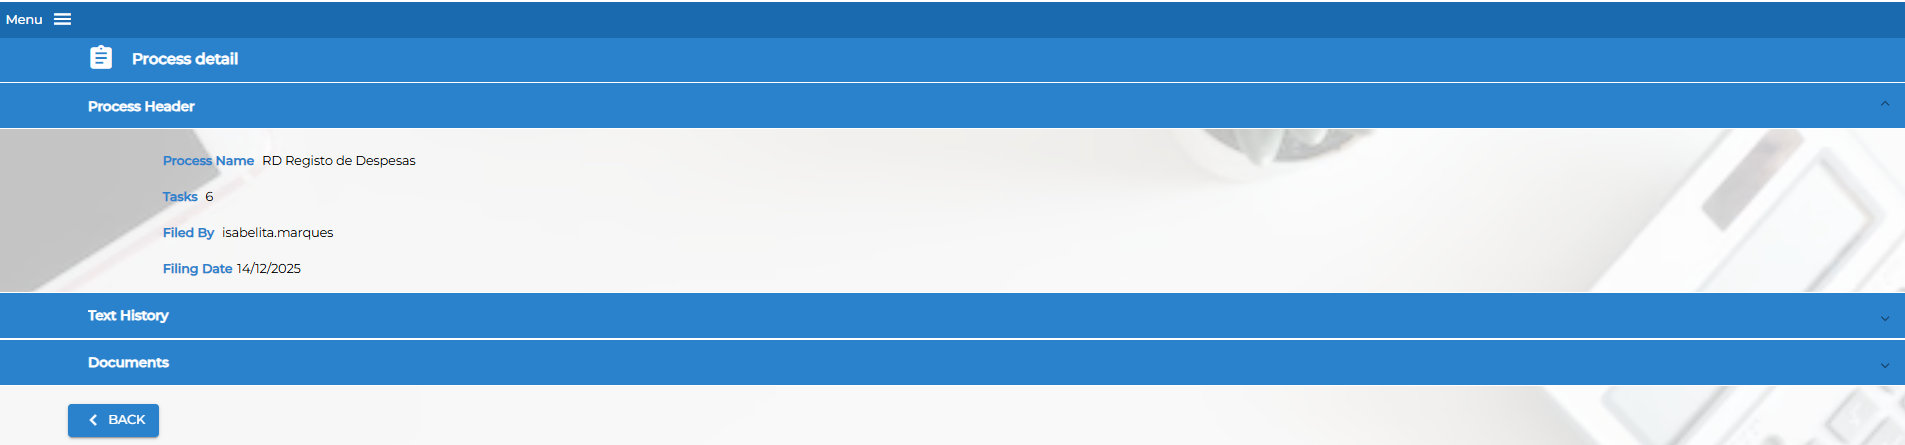 Menu
Process detail
Process Header
Process Name RD Registo de Despesas
Tasks 6
Filed By isabelita.marques
Filing Date 14/12/2025
Text History
Documents
BACK